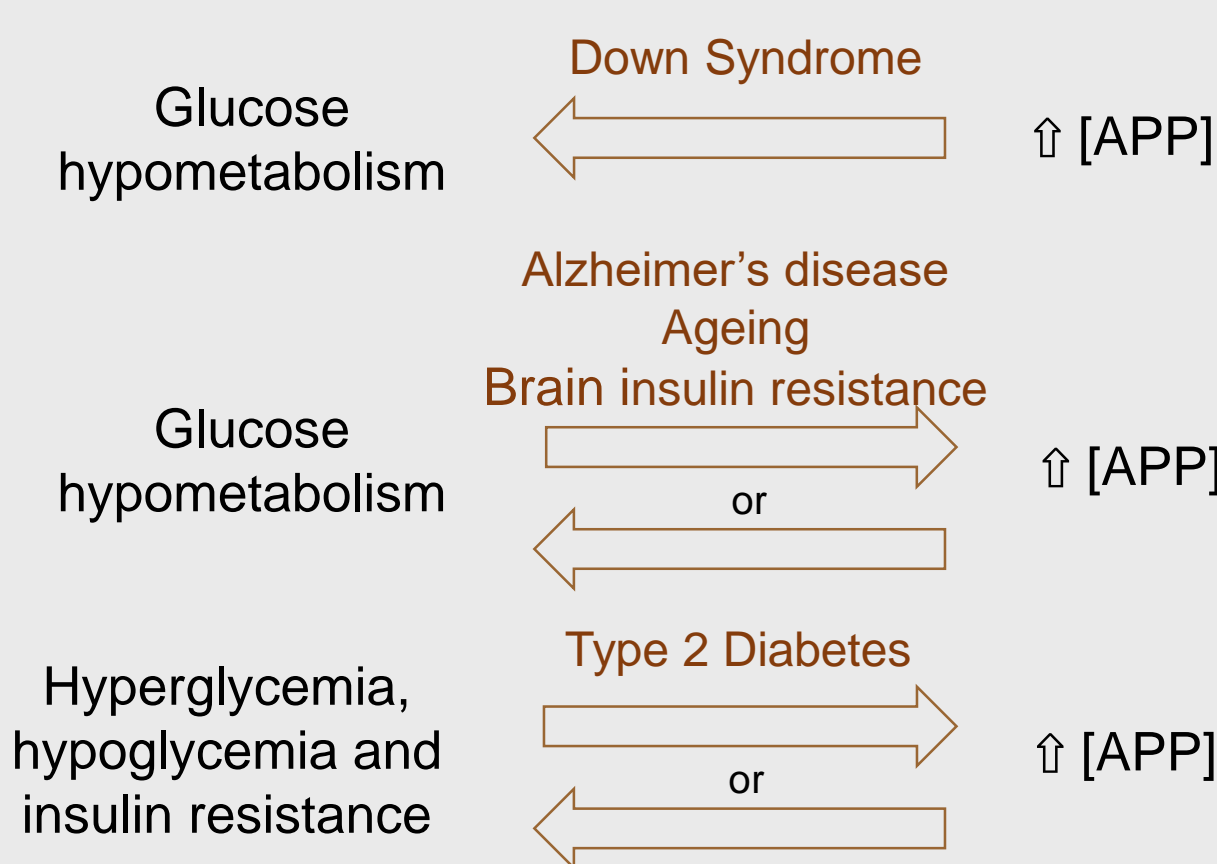 Down Syndrome
Glucose
hypometabolism
⇧ [APP]
Alzheimer’s disease
Ageing
Brain insulin resistance
Glucose
hypometabolism
or
⇧ [APP]
Type 2 Diabetes
Hyperglycemia,
hypoglycemia and
insulin resistance
or
⇧ [APP]